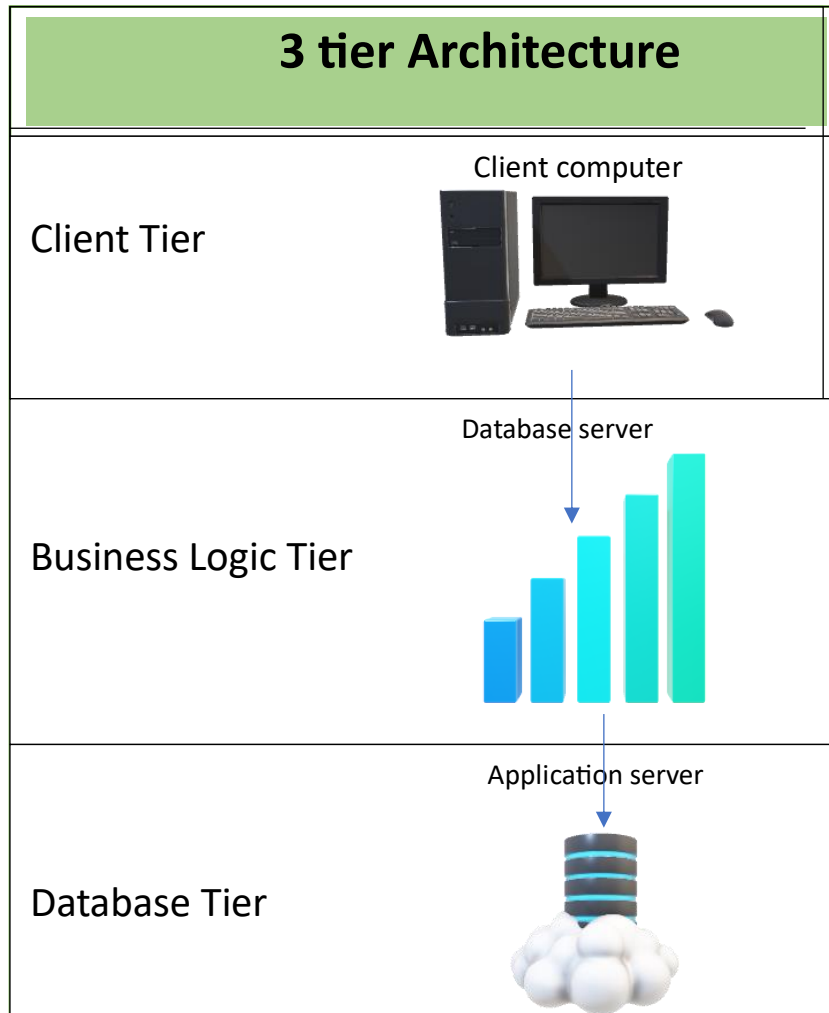 3 tier Architecture
Client computer
Client Tier
Database server
Business Logic Tier
Application server
Database Tier